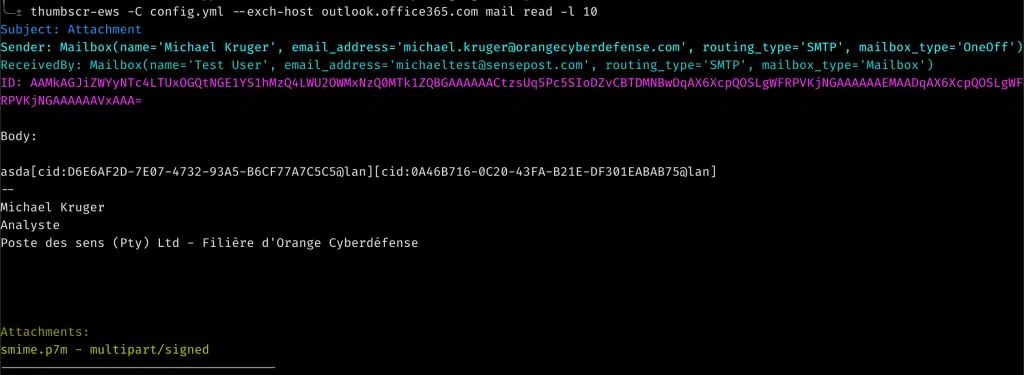 thumbscr-ews -C config.yml --exch-host outlook.office365.com mail read -l 10
Subject: Attachment
Sender: Mailbox(name='Michael Kruger', email_address='michael.kruger@orangecyberdefense.com', routing_type='SMTP', mailbox_type='OneOff')
ReceivedBy: Mailbox(name='Test User', email_address='michaeltest@sensepost.com', routing_type='SMTP', mailbox_type='Mailbox')
ID: AAMkAGJiZWYyNTc4LTUxOGQtNGE1YS1hMzQ4LWU2OWMxNzQ0MTk1ZQBGAAAAAACtzsUq5Pc5SIoDZvCBTDMNBwDqAX6XcpQOSLgWFRPVKjNGAAAAAAEMAADqAX6XcpQOSLgWF
RPVKjNGAAAAAAVxAAA=
Body:
asda[cid:D6E6AF2D-7E07-4732-93A5-B6CF77A7C5C5@lan][cid:0A46B716-0C20-43FA-B21E-DF301EABAB75@lan]
--
Michael Kruger
Analyste
Poste des sens (Pty) Ltd - Filière d'Orange Cyberdéfense
Attachments:
smime.p7m - multipart/signed